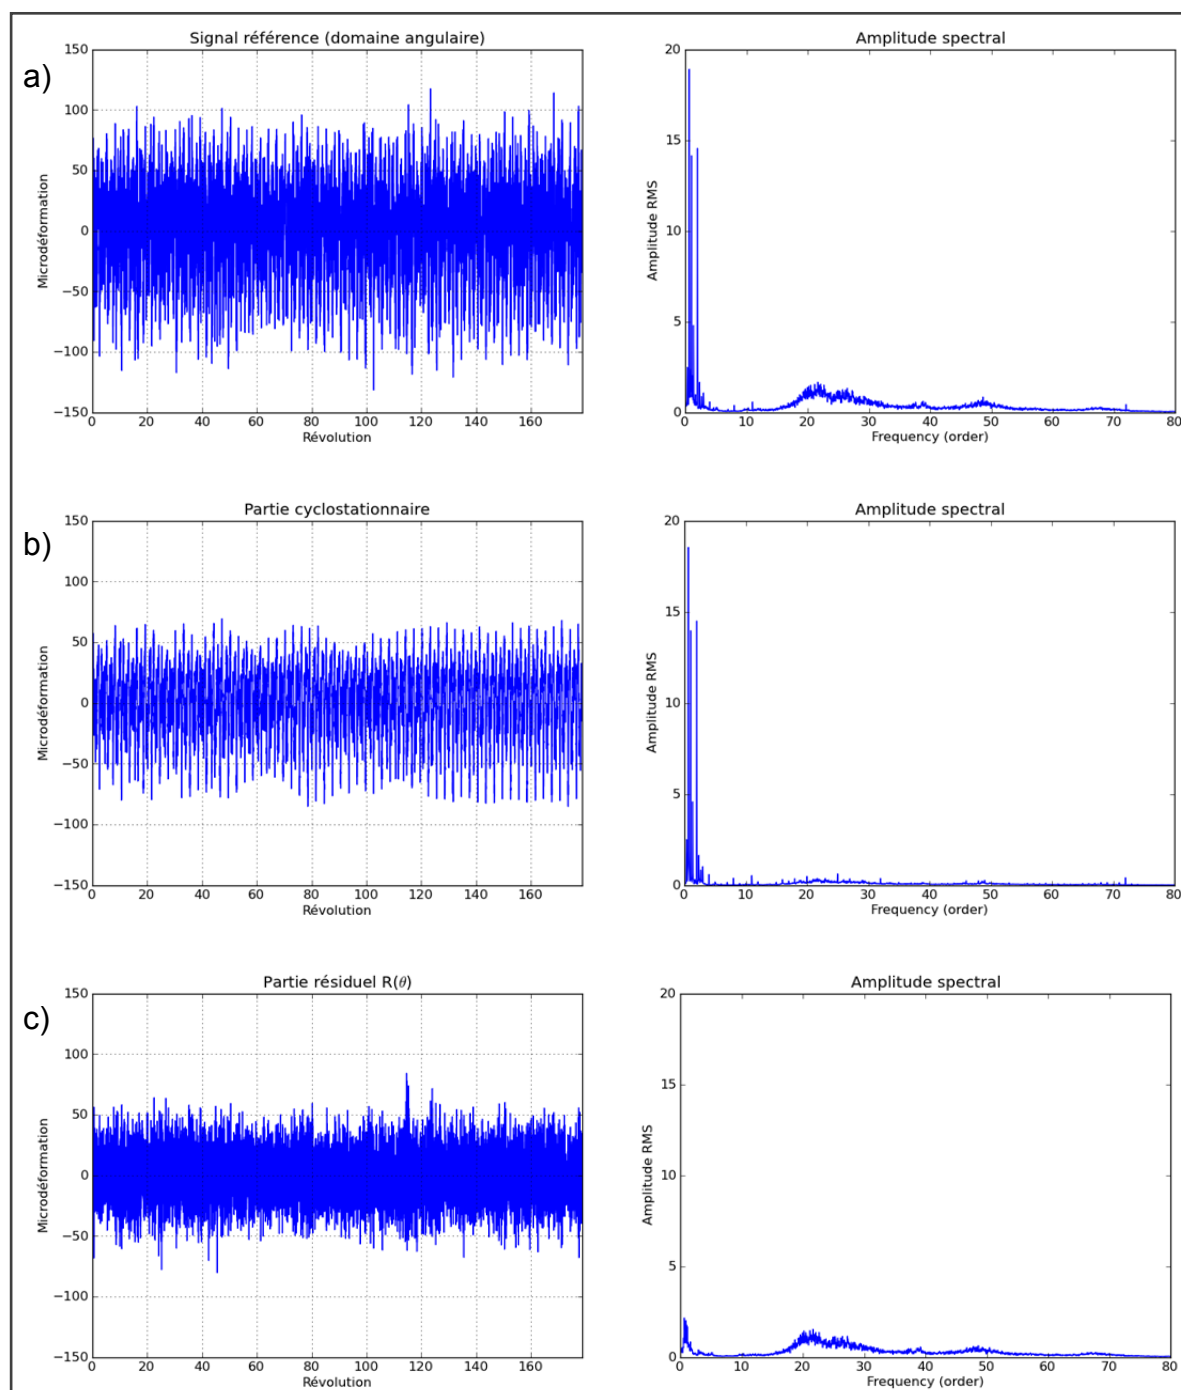 a)
Signal référence (domaine angulaire)
150
100
50
0
−50
−100
−150
Microdéformation
0 20 40 60 80 100 120 140 160
Révolution
Amplitude spectral
20
15
10
5
0
Amplitude RMS
0 10 20 30 40 50 60 70 80
Frequency (order)
b)
Partie cyclostationnaire
150
100
50
0
−50
−100
−150
Microdéformation
0 20 40 60 80 100 120 140 160
Révolution
Amplitude spectral
20
15
10
5
0
Amplitude RMS
0 10 20 30 40 50 60 70 80
Frequency (order)
c)
Partie résiduel R(θ)
150
100
50
0
−50
−100
−150
Microdéformation
0 20 40 60 80 100 120 140 160
Révolution
Amplitude spectral
20
15
10
5
0
Amplitude RMS
0 10 20 30 40 50 60 70 80
Frequency (order)